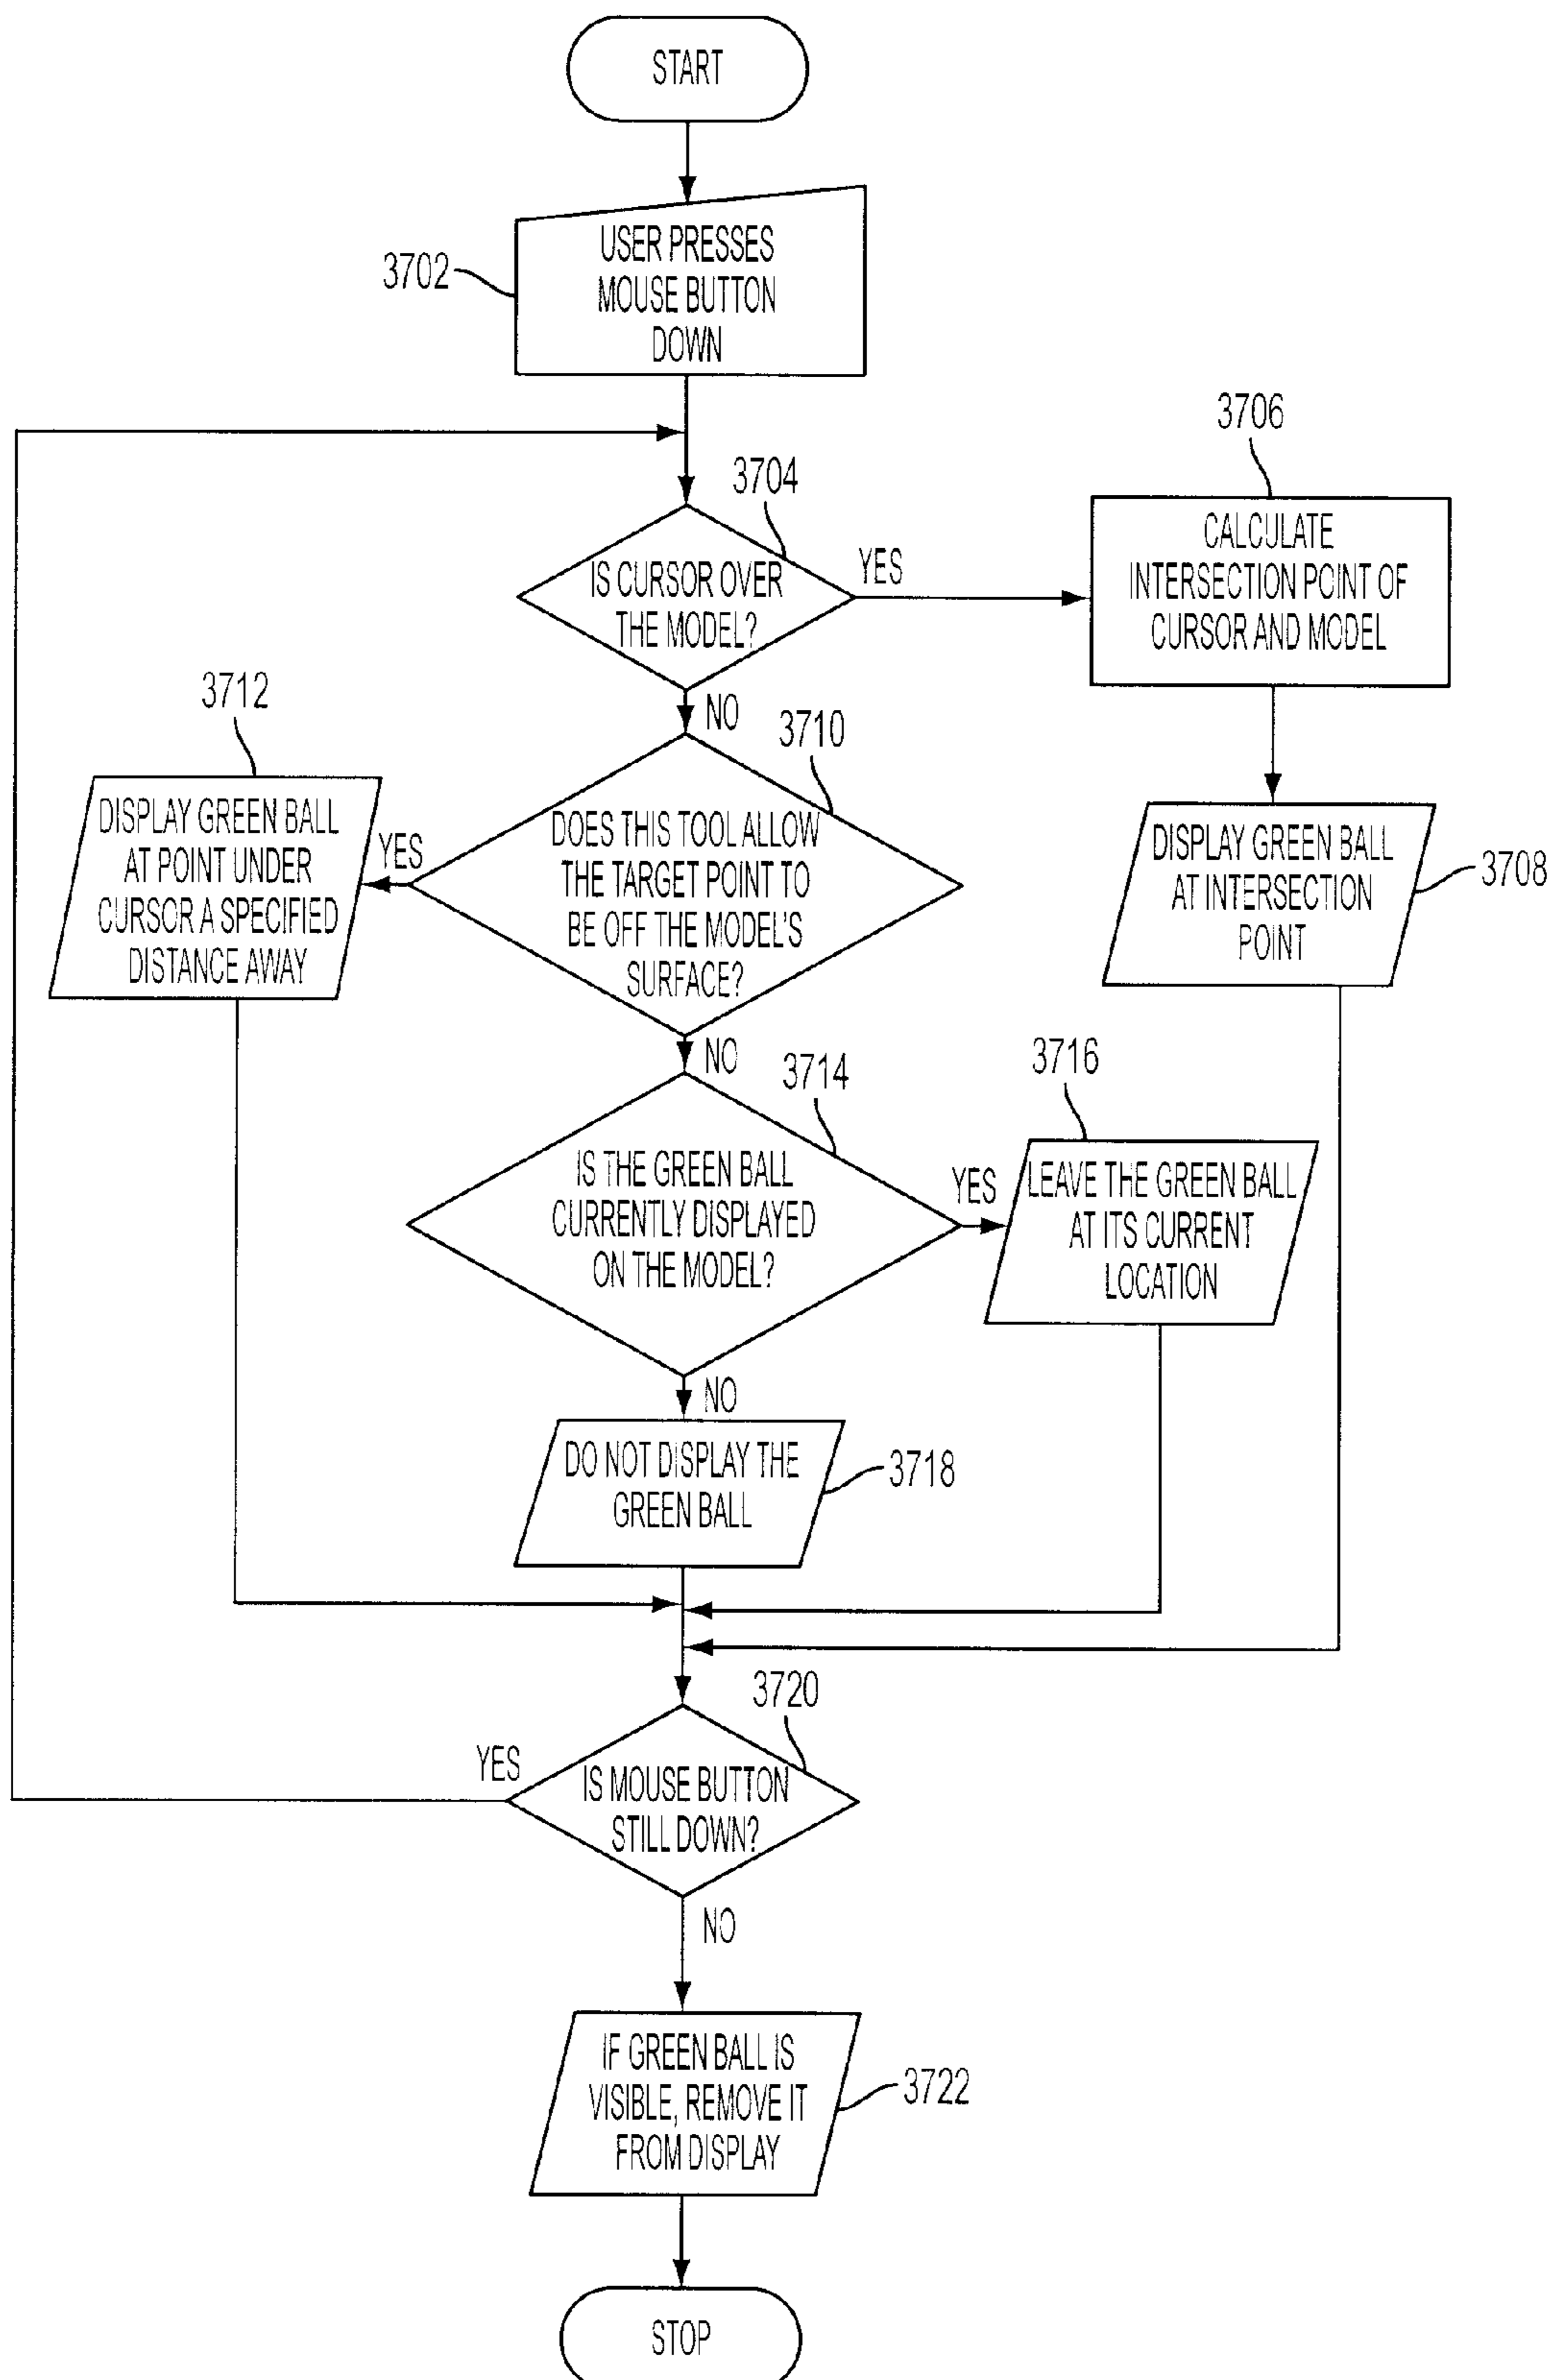 START
USER PRESSES
MOUSE BUTTON
DOWN
3702
3706
3704
IS CURSOR OVER
THE MODEL?
YES
CALCULATE
INTERSECTION POINT OF
CURSOR AND MODEL
NO
3712
3710
DISPLAY GREEN BALL
AT POINT UNDER
CURSOR A SPECIFIED
DISTANCE AWAY
YES
DOES THIS TOOL ALLOW
THE TARGET POINT TO
BE OFF THE MODEL'S
SURFACE?
DISPLAY GREEN BALL
AT INTERSECTION
POINT
3708
NO
3714
3716
IS THE GREEN BALL
CURRENTLY DISPLAYED
ON THE MODEL?
YES
LEAVE THE GREEN BALL
AT ITS CURRENT
LOCATION
NO
DO NOT DISPLAY THE
GREEN BALL
3718
3720
YES
IS MOUSE BUTTON
STILL DOWN?
NO
IF GREEN BALL IS
VISIBLE, REMOVE IT
FROM DISPLAY
3722
STOP